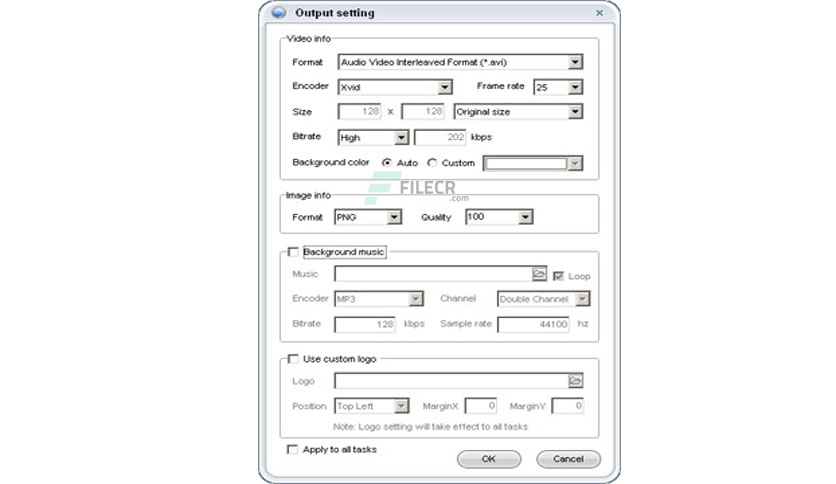 Output setting
Video info
Format Audio Video Interleaved Format (*.avi)
Encoder Xvid Frame rate 25
Size 128 x 128 Original size
Bitrate High 202 kbps
Background color Auto Custom
FILECR
.com
Image info
Format PNG Quality 100
Background music
Music Loop
Encoder MP3 Channel Double Channel
Bitrate 128 kbps Sample rate 44100 hz
Use custom logo
Logo
Position Top Left MarginX 0 MarginY 0
Note: Logo setting will take effect to all tasks
Apply to all tasks
OK Cancel